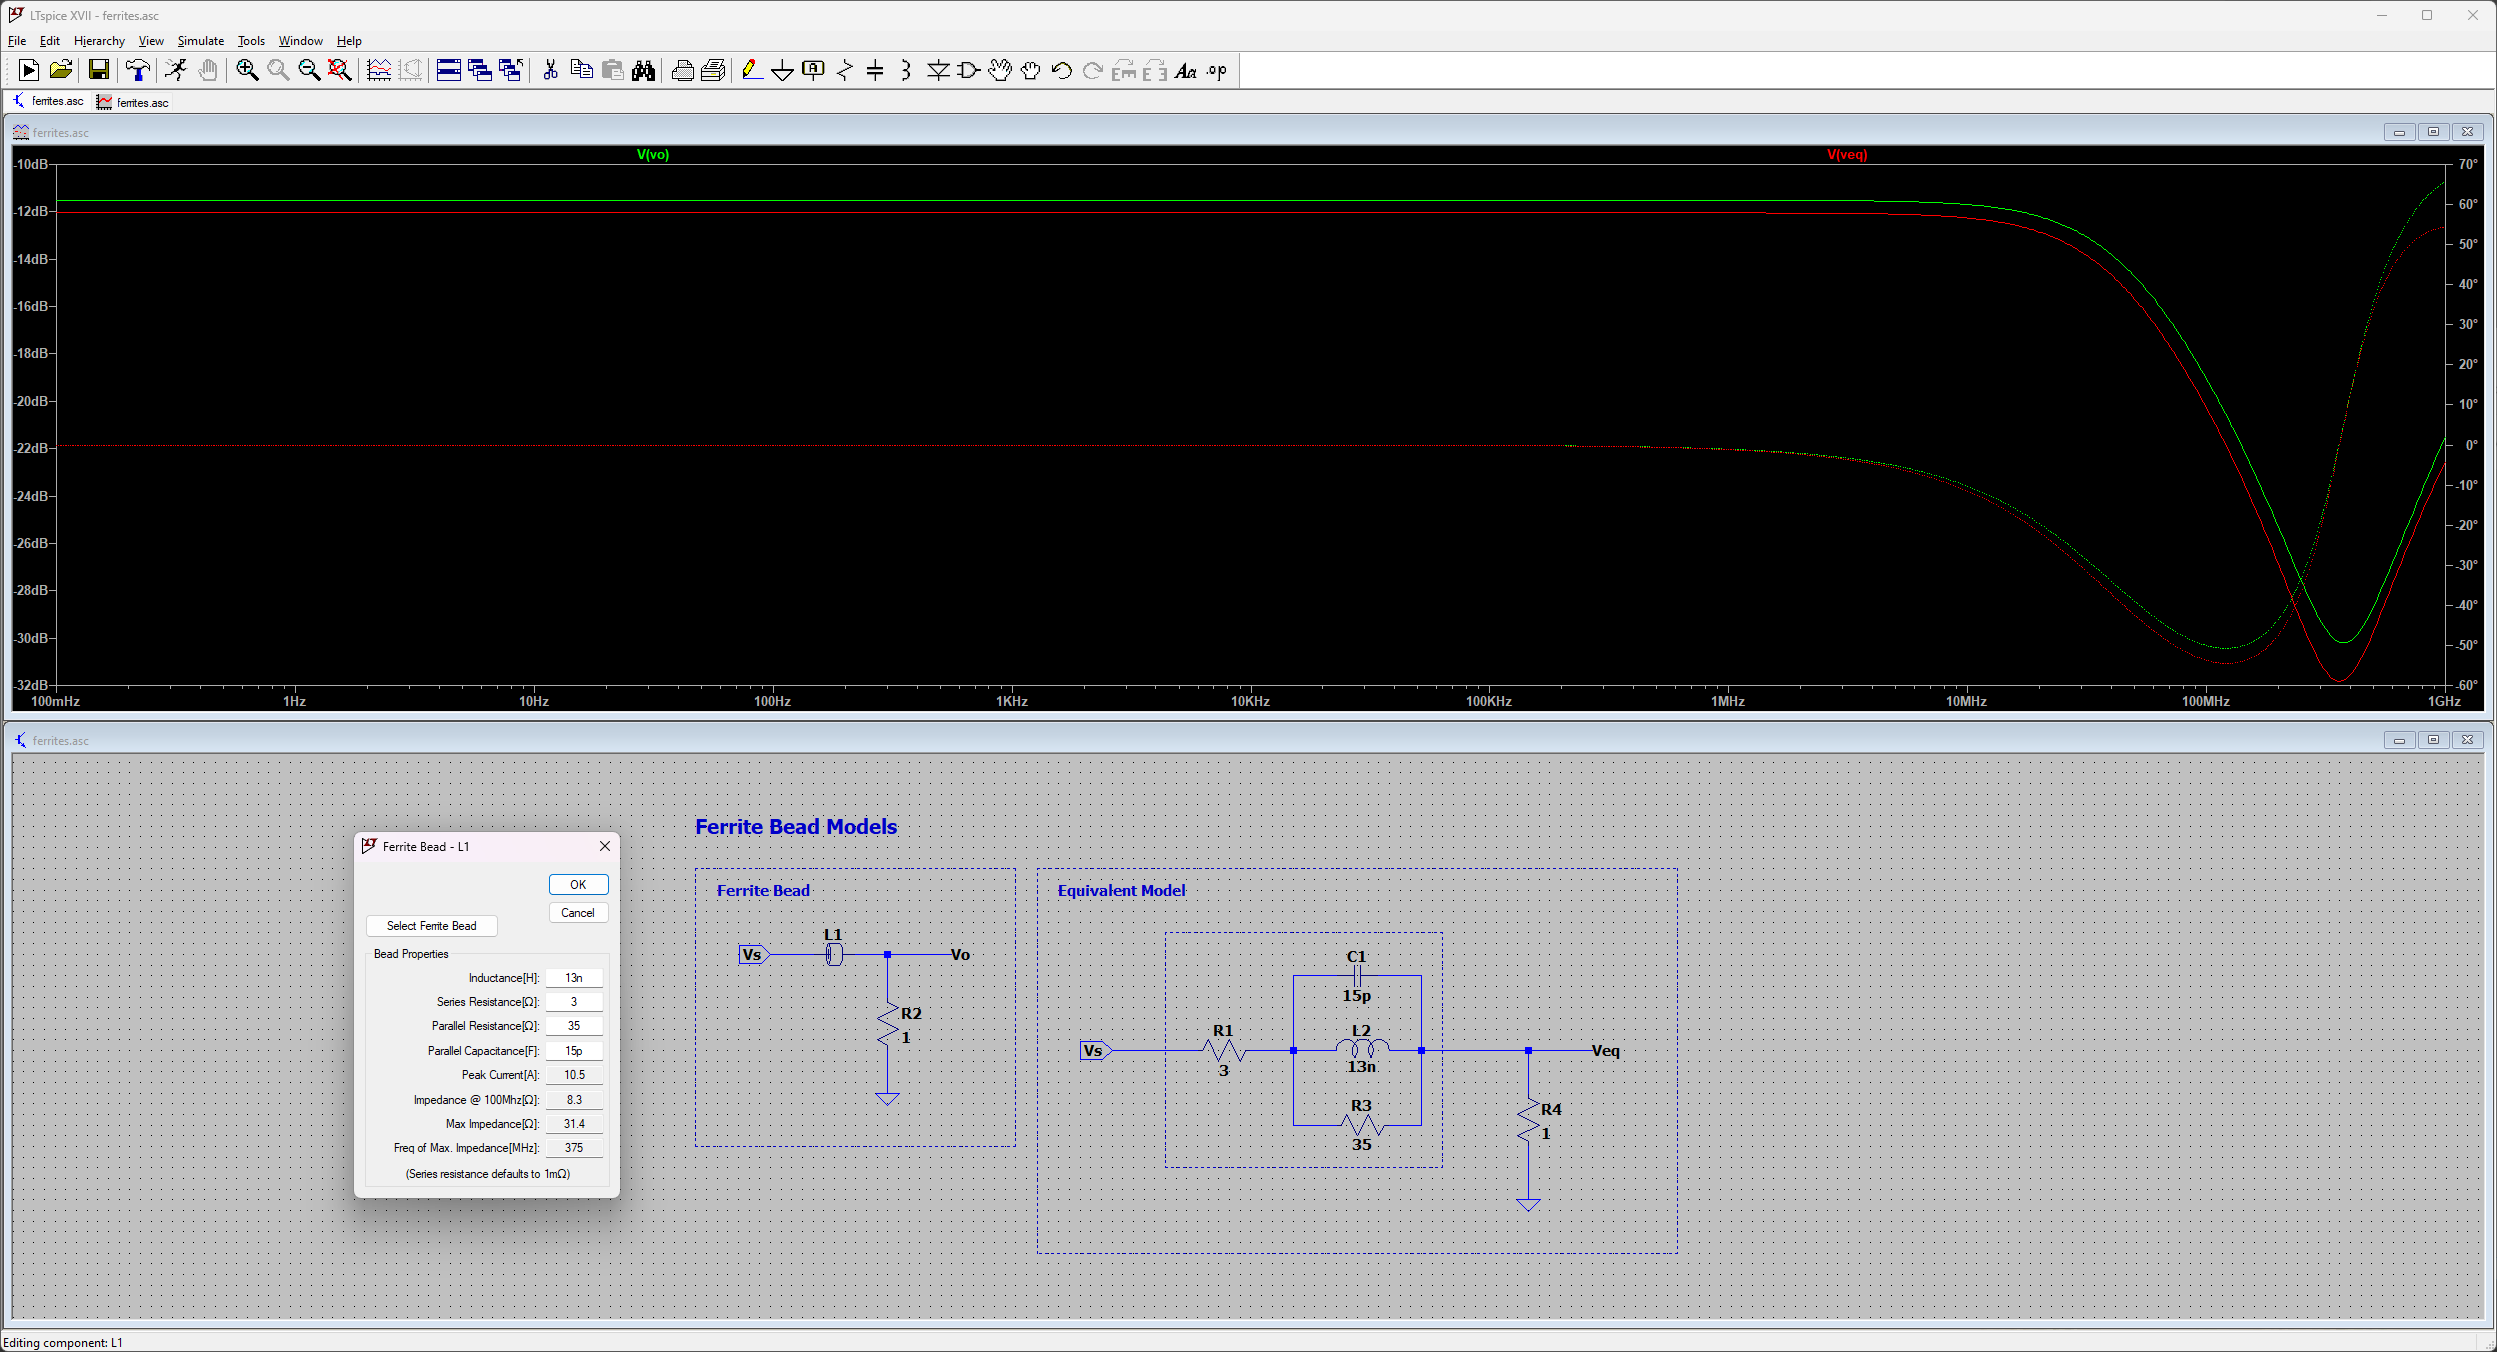 LTspice XVII - ferrites.asc
File Edit Hierarchy View Simulate Tools Window Help
ferrites.asc ferrites.asc
ferrites.asc
V(vo) V(veq)
-10dB 70°
-12dB 60°
-14dB 50°
-16dB 40°
-18dB 30°
-20dB 20°
-22dB 10°
-24dB 0°
-26dB -10°
-28dB -20°
-30dB -30°
-32dB -40°
-50°
-60°
100mHz 1Hz 10Hz 100Hz 1KHz 10KHz 100KHz 1MHz 10MHz 100MHz 1GHz
ferrites.asc
Ferrite Bead - L1
OK
Cancel
Select Ferrite Bead
Bead Properties
Inductance[H]: 13n
Series Resistance[Ω]: 3
Parallel Resistance[Ω]: 35
Parallel Capacitance[F]: 15p
Peak Current[A]: 10.5
Impedance @ 100Mhz[Ω]: 8.3
Max Impedance[Ω]: 31.4
Freq of Max. Impedance[MHz]: 375
(Series resistance defaults to 1mΩ)
Ferrite Bead Models
Ferrite Bead
L1
Vs Vo
R2
1
Equivalent Model
C1
15p
R1 L2
Vs Veq
3 13n
R3
35
R4
1
Editing component: L1